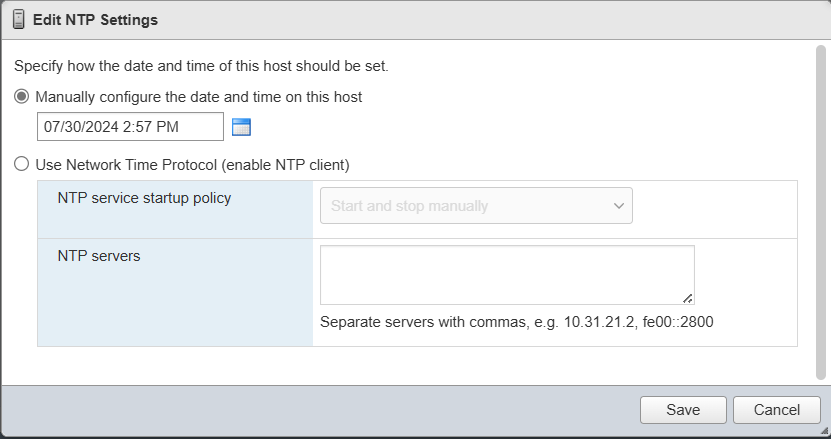 Edit NTP Settings
Specify how the date and time of this host should be set.
Manually configure the date and time on this host
07/30/2024 2:57 PM
Use Network Time Protocol (enable NTP client)
NTP service startup policy
Start and stop manually
NTP servers
Separate servers with commas, e.g. 10.31.21.2, fe00::2800
Save
Cancel